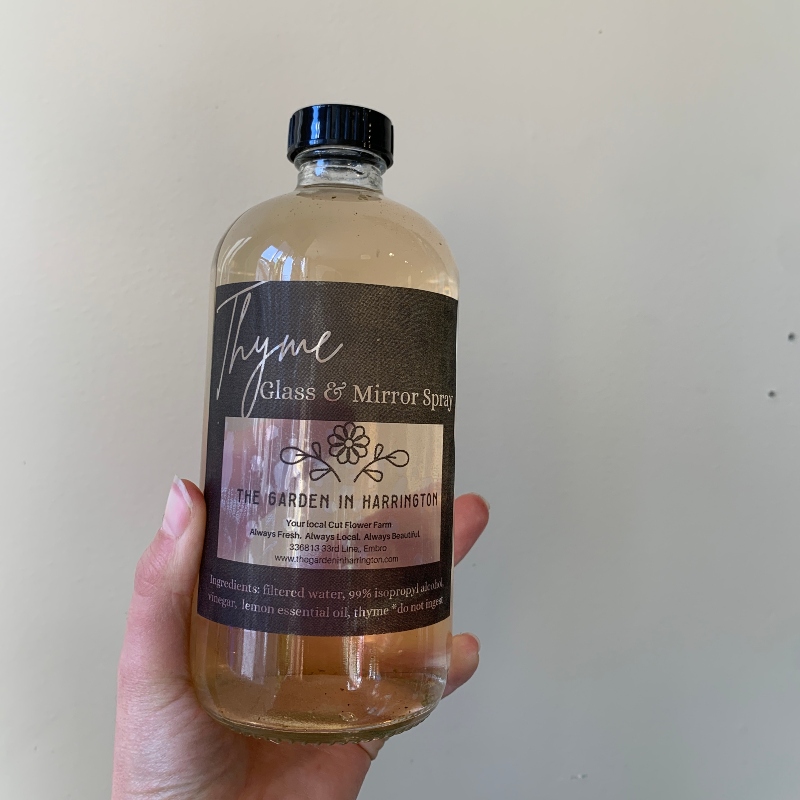 Thyme
Glass & Mirror Spray
THE GARDEN IN HARRINGTON
Your local Cut Flower Farm
Always Fresh. Always Local. Always Beautiful.
336813 33rd Line,, Embro
www.thegardeninharrington.com
Ingredients: filtered water, 99% isopropyl alcohol,
vinegar, lemon essential oil, thyme *do not ingest